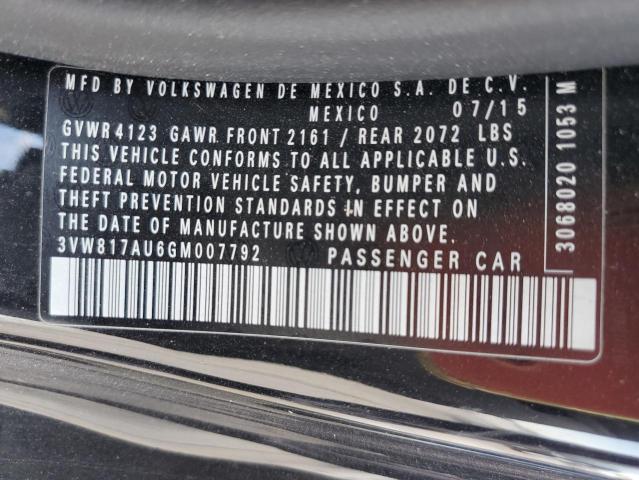 MFD BY VOLKSWAGEN DE MEXICO S.A. DE C.V.
MEXICO 07/15
GVWR 4123 GAWR FRONT 2161 / REAR 2072 LBS
THIS VEHICLE CONFORMS TO ALL APPLICABLE U.S.
FEDERAL MOTOR VEHICLE SAFETY, BUMPER AND
THEFT PREVENTION STANDARDS IN EFFECT ON
THE DATE OF MANUFACTURE SHOWN ABOVE.
3VW817AU6GM007792 PASSENGER CAR
3068020 1053 M